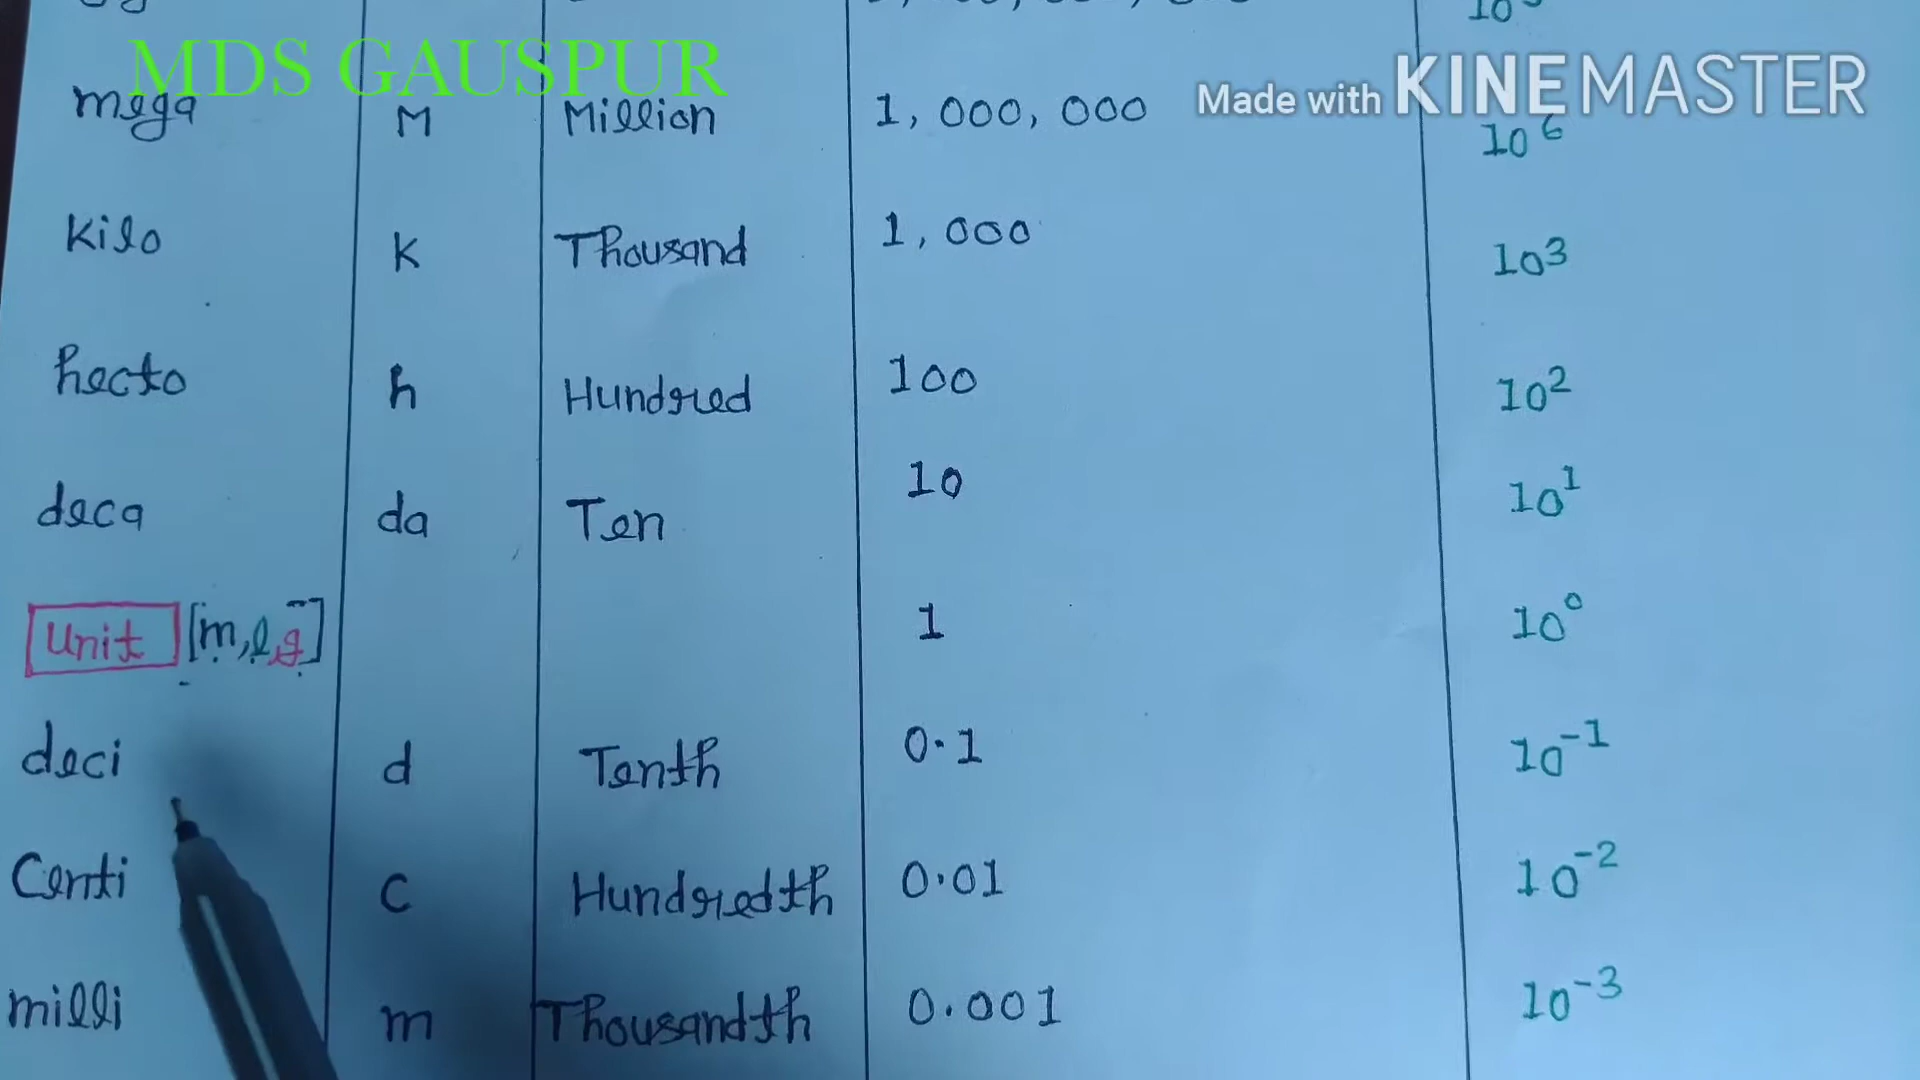 MDS GAUSPUR
Made with KINEMASTER
mega M Million 1,000,000 10⁶
kilo k Thousand 1,000 10³
hecto h Hundred 100 10²
deca da Ten 10 10¹
Unit [m,l,g] 1 10⁰
deci d Tenth 0.1 10⁻¹
Centi C Hundredth 0.01 10⁻²
milli m Thousandth 0.001 10⁻³